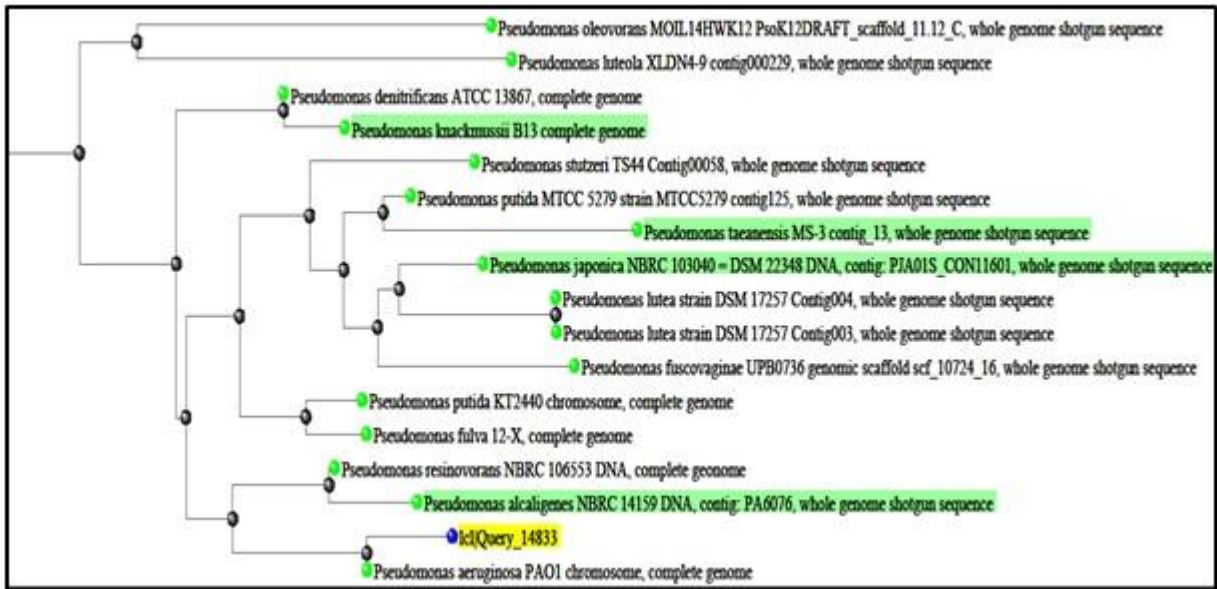 Pseudomonas oleovorans MOIL14HWK12 PsoK12DRAFT_scaffold_11.12_C, whole genome shotgun sequence
Pseudomonas luteola XLDN4-9 contig000229, whole genome shotgun sequence
Pseudomonas denitrificans ATCC 13867, complete genome
Pseudomonas knackmussii B13 complete genome
Pseudomonas stutzeri TS44 Contig00058, whole genome shotgun sequence
Pseudomonas putida MTCC 5279 strain MTCC5279 contig125, whole genome shotgun sequence
Pseudomonas taeanensis MS-3 contig_13, whole genome shotgun sequence
Pseudomonas japonica NBRC 103040 = DSM 22348 DNA, contig: PJA01S_CON11601, whole genome shotgun sequence
Pseudomonas lutea strain DSM 17257 Contig004, whole genome shotgun sequence
Pseudomonas lutea strain DSM 17257 Contig003, whole genome shotgun sequence
Pseudomonas fuscovaginae UPB0736 genomic scaffold scf_10724_16, whole genome shotgun sequence
Pseudomonas putida KT2440 chromosome, complete genome
Pseudomonas fulva 12-X, complete genome
Pseudomonas resinovorans NBRC 106553 DNA, complete geonome
Pseudomonas alcaligenes NBRC 14159 DNA, contig: PA6076, whole genome shotgun sequence
lcl|Query_14833
Pseudomonas aeruginosa PAO1 chromosome, complete genome